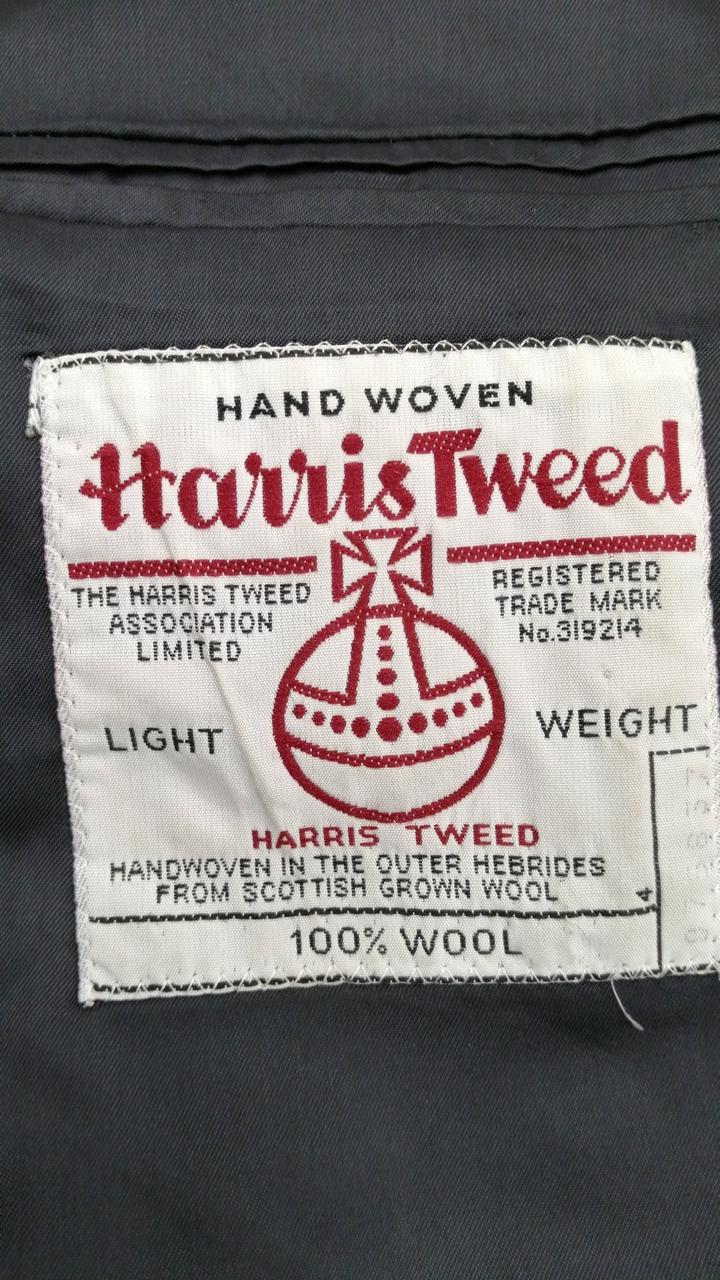 HAND WOVEN
Harris Tweed
THE HARRIS TWEED
ASSOCIATION
LIMITED
REGISTERED
TRADE MARK
No.319214
LIGHT WEIGHT
HARRIS TWEED
HANDWOVEN IN THE OUTER HEBRIDES
FROM SCOTTISH GROWN WOOL
4
100% WOOL